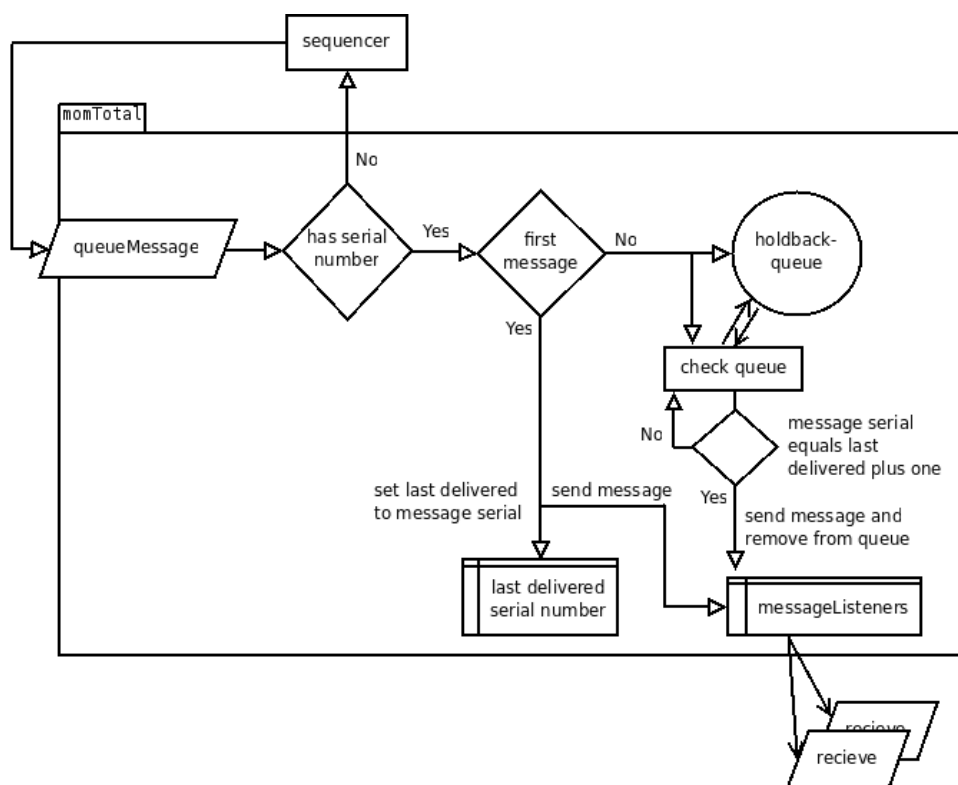 sequencer
momTotal
No
has serial
number
Yes
first
message
No
holdback-
queue
queueMessage
Yes
check queue
No
message serial
equals last
delivered plus one
Yes
set last delivered
to message serial
send message
send message and
remove from queue
last delivered
serial number
messageListeners
recieve
recieve